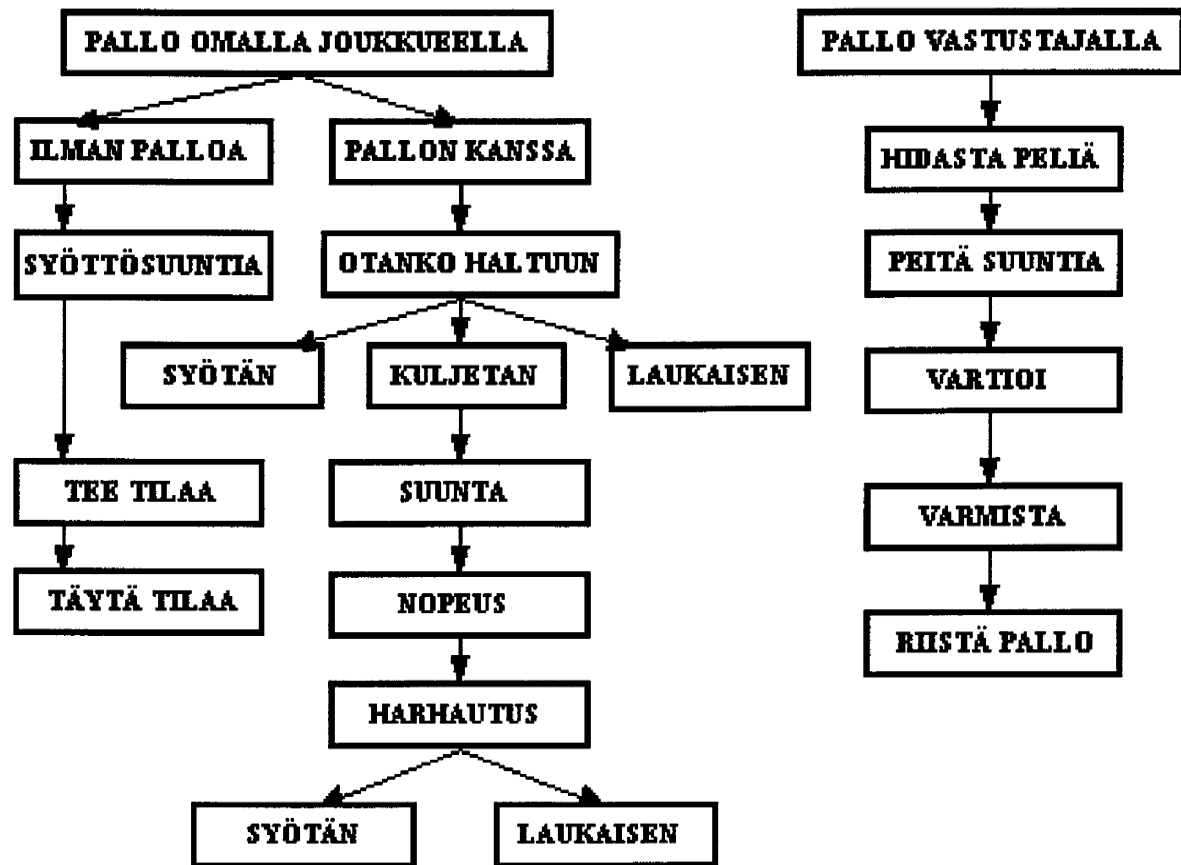 PALLO OMALLA JOUKKUEELLA
PALLO VASTUSTAJALLA
ILMAN PALLOA
PALLON KANSSA
HIDASTA PELIÄ
SYÖTTÖSUUNTIA
OTANKO HALTUUN
PEITÄ SUUNTIA
SYÖTÄN
KULJETAN
LAUKAISEN
VARTIOI
TEE TILAA
SUUNTA
VARMISTA
TÄYTÄ TILAA
NOPEUS
RIISTÄ PALLO
HARHAUTUS
SYÖTÄN
LAUKAISEN